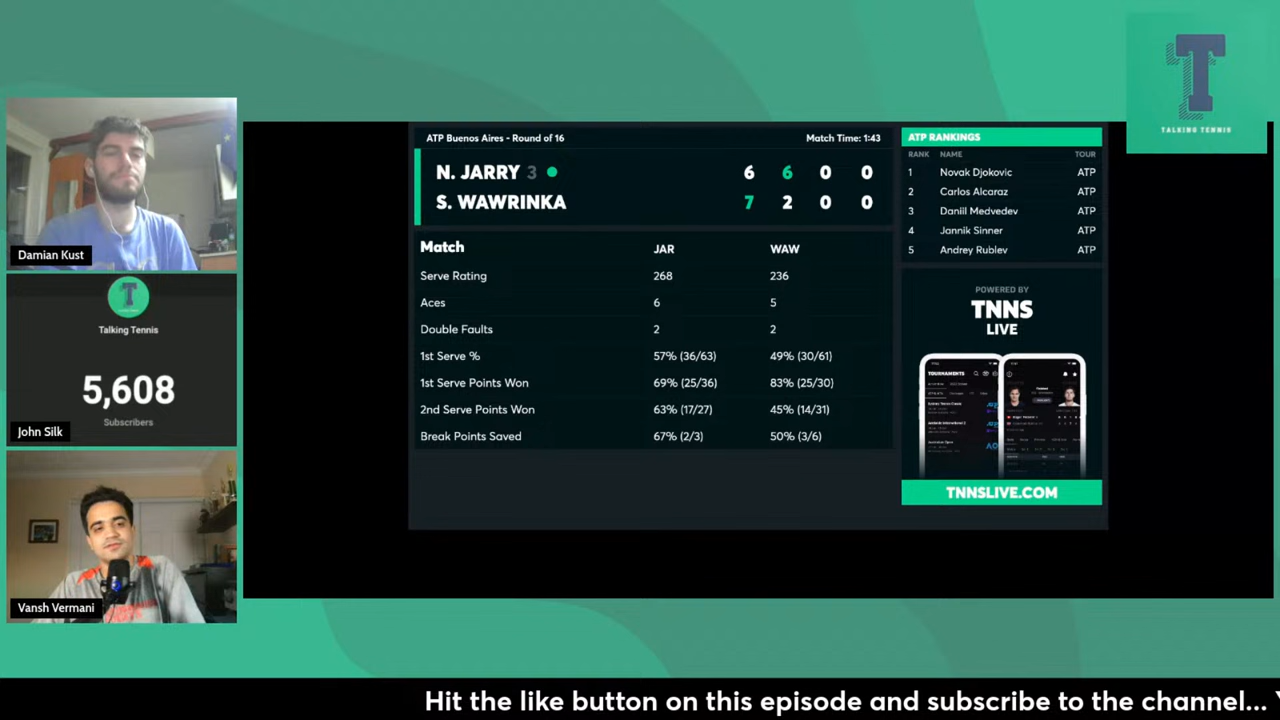 T
TALKING TENNIS
Damian Kust
T
Talking Tennis
5,608
Subscribers
John Silk
Vansh Vermani
ATP Buenos Aires - Round of 16 Match Time: 1:43
N. JARRY 3 6 6 0 0
S. WAWRINKA 7 2 0 0
Match JAR WAW
Serve Rating 268 236
Aces 6 5
Double Faults 2 2
1st Serve % 57% (36/63) 49% (30/61)
1st Serve Points Won 69% (25/36) 83% (25/30)
2nd Serve Points Won 63% (17/27) 45% (14/31)
Break Points Saved 67% (2/3) 50% (3/6)
ATP RANKINGS
RANK NAME TOUR
1 Novak Djokovic ATP
2 Carlos Alcaraz ATP
3 Daniil Medvedev ATP
4 Jannik Sinner ATP
5 Andrey Rublev ATP
POWERED BY
TNNS
LIVE
TNNSLIVE.COM
Hit the like button on this episode and subscribe to the channel...